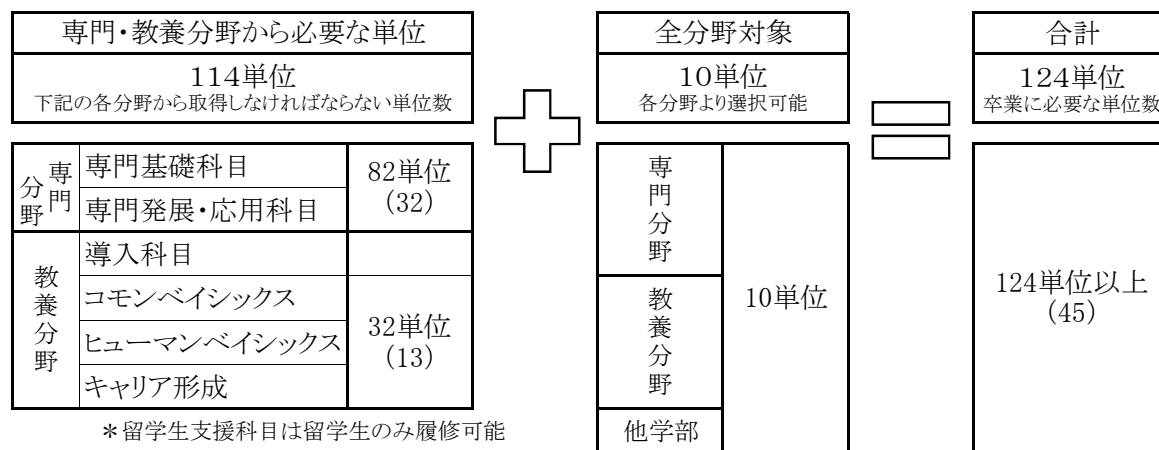 専門・教養分野から必要な単位
114単位
下記の各分野から取得しなければならない単位数
専門分野
専門基礎科目
専門発展・応用科目
82単位
(32)
教養分野
導入科目
コモンベイシックス
ヒューマンベイシックス
キャリア形成
32単位
(13)
＊留学生支援科目は留学生のみ履修可能
全分野対象
10単位
各分野より選択可能
専門分野
教養分野
他学部
10単位
合計
124単位
卒業に必要な単位数
124単位以上
(45)